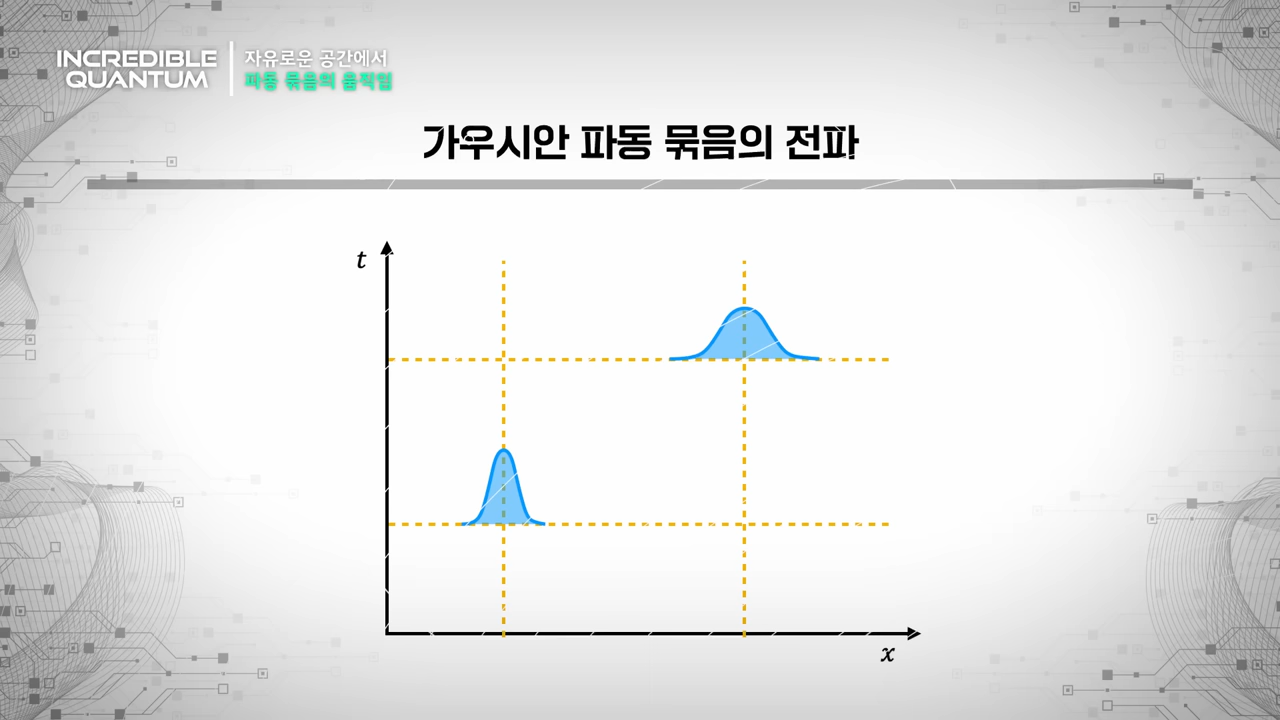 INCREDIBLE
QUANTUM
자유로운 공간에서
파동 묶음의 움직임
가우시안 파동 묶음의 전파
t
x